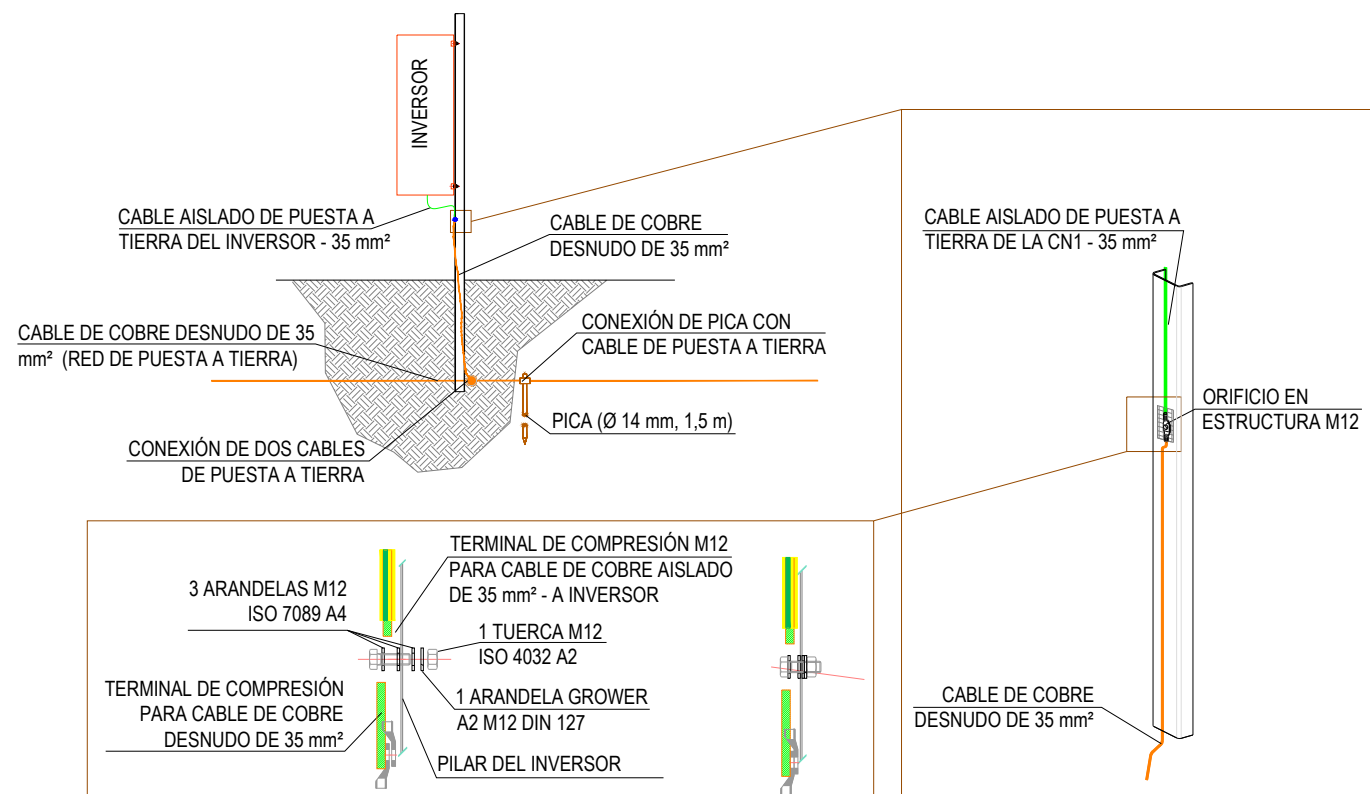 INVERSOR
CABLE AISLADO DE PUESTA A
TIERRA DEL INVERSOR - 35 mm²
CABLE DE COBRE
DESNUDO DE 35 mm²
CABLE DE COBRE DESNUDO DE 35
mm² (RED DE PUESTA A TIERRA)
CONEXIÓN DE PICA CON
CABLE DE PUESTA A TIERRA
PICA (Ø 14 mm, 1,5 m)
CONEXIÓN DE DOS CABLES
DE PUESTA A TIERRA
CABLE AISLADO DE PUESTA A
TIERRA DE LA CN1 - 35 mm²
ORIFICIO EN
ESTRUCTURA M12
CABLE DE COBRE
DESNUDO DE 35 mm²
TERMINAL DE COMPRESIÓN M12
PARA CABLE DE COBRE AISLADO
DE 35 mm² - A INVERSOR
3 ARANDELAS M12
ISO 7089 A4
1 TUERCA M12
ISO 4032 A2
1 ARANDELA GROWER
A2 M12 DIN 127
TERMINAL DE COMPRESIÓN
PARA CABLE DE COBRE
DESNUDO DE 35 mm²
PILAR DEL INVERSOR